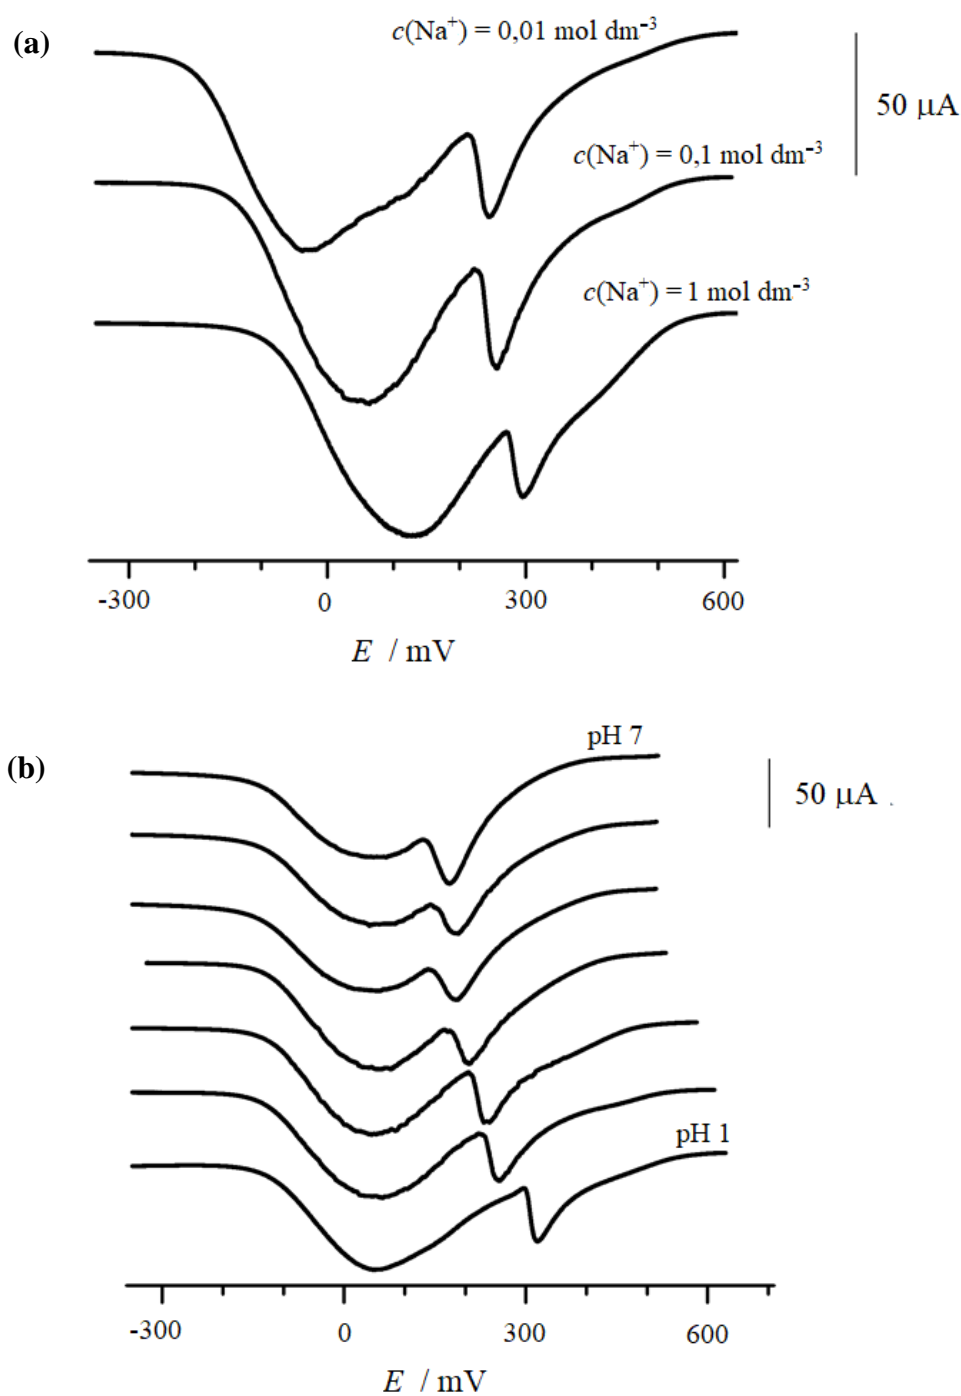 (a)
c(Na⁺) = 0,01 mol dm⁻³
50 µA
c(Na⁺) = 0,1 mol dm⁻³
c(Na⁺) = 1 mol dm⁻³
-300 0 300 600
E / mV
(b)
pH 7
50 µA
pH 1
-300 0 300 600
E / mV